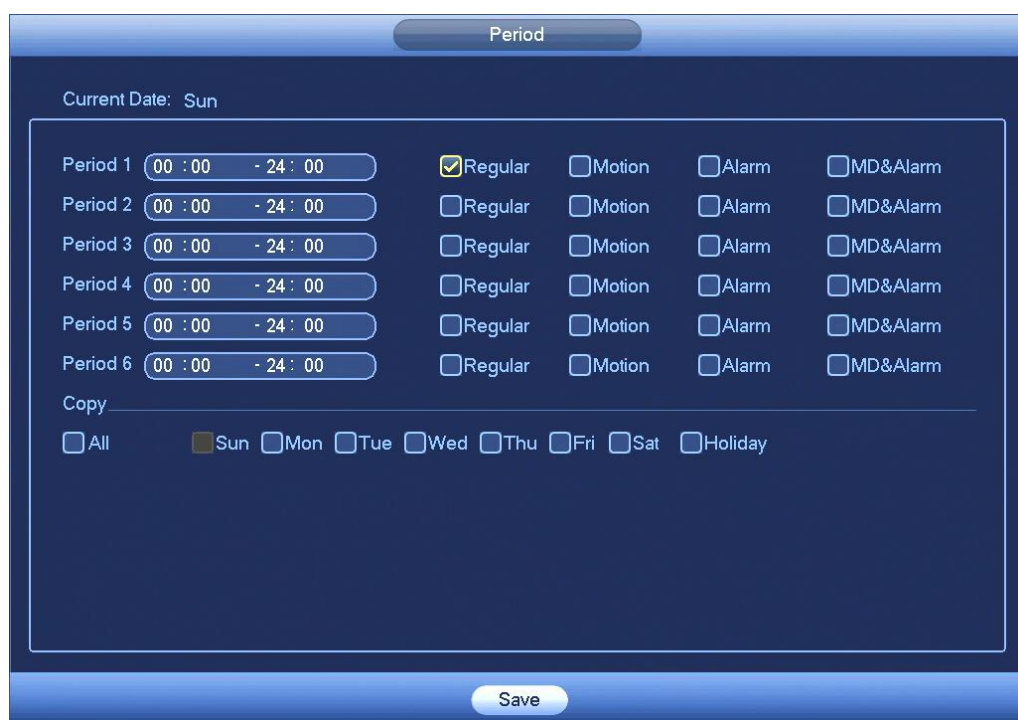 Period
Current Date: Sun
Period 1 00 :00 - 24 : 00 Regular Motion Alarm MD&Alarm
Period 2 00 :00 - 24 : 00 Regular Motion Alarm MD&Alarm
Period 3 00 :00 - 24 : 00 Regular Motion Alarm MD&Alarm
Period 4 00 :00 - 24 : 00 Regular Motion Alarm MD&Alarm
Period 5 00 :00 - 24 : 00 Regular Motion Alarm MD&Alarm
Period 6 00 :00 - 24 : 00 Regular Motion Alarm MD&Alarm
Copy
All Sun Mon Tue Wed Thu Fri Sat Holiday
Save